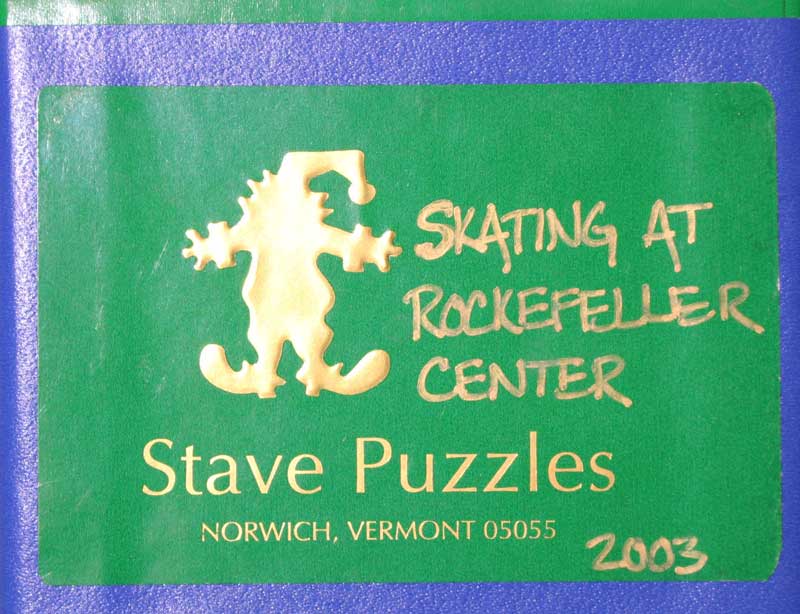 SKATING AT
ROCKEFELLER
CENTER
Stave Puzzles
NORWICH, VERMONT 05055
2003